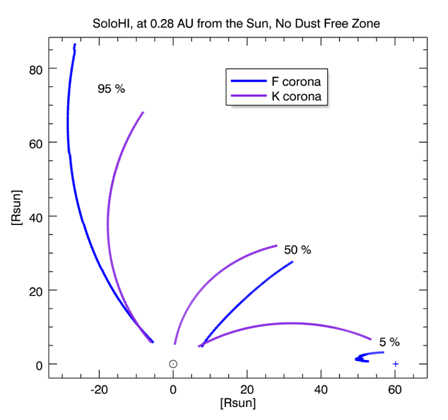 SoloHI, at 0.28 AU from the Sun, No Dust Free Zone
80
60
40
20
0
[Rsun]
95 %
F corona
K corona
50 %
5 %
-20
0
20
40
60
80
[Rsun]